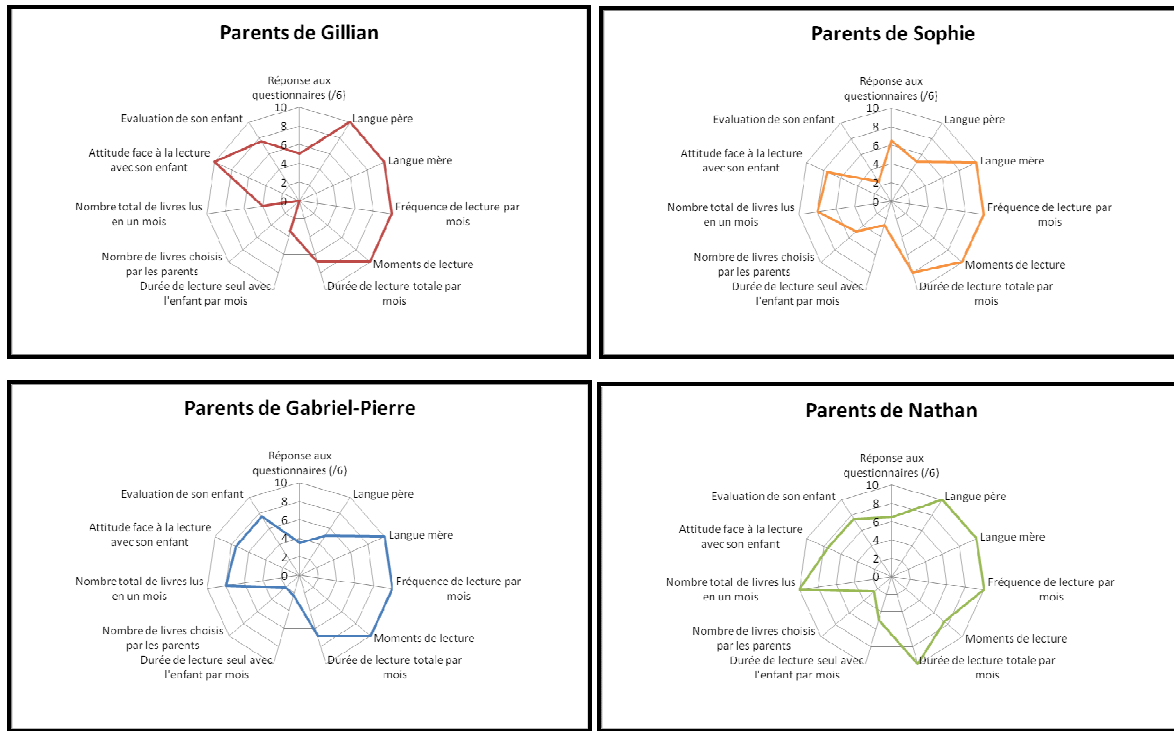 Parents de Gillian
Réponse aux
questionnaires (/6)
10
8
6
4
2
0
Langue père
Langue mère
Fréquence de lecture par
mois
Moments de lecture
Durée de lecture totale par
mois
Durée de lecture seul avec
l'enfant par mois
Nombre de livres choisis
par les parents
Nombre total de livres lus
en un mois
Attitude face à la lecture
avec son enfant
Evaluation de son enfant
Parents de Sophie
Réponse aux
questionnaires (/6)
10
8
6
4
2
0
Langue père
Langue mère
Fréquence de lecture par
mois
Moments de lecture
Durée de lecture totale par
mois
Durée de lecture seul avec
l'enfant par mois
Nombre de livres choisis
par les parents
Nombre total de livres lus
en un mois
Attitude face à la lecture
avec son enfant
Evaluation de son enfant
Parents de Gabriel-Pierre
Réponse aux
questionnaires (/6)
10
8
6
4
2
0
Langue père
Langue mère
Fréquence de lecture par
mois
Moments de lecture
Durée de lecture totale par
mois
Durée de lecture seul avec
l'enfant par mois
Nombre de livres choisis
par les parents
Nombre total de livres lus
en un mois
Attitude face à la lecture
avec son enfant
Evaluation de son enfant
Parents de Nathan
Réponse aux
questionnaires (/6)
10
8
6
4
2
0
Langue père
Langue mère
Fréquence de lecture par
mois
Moments de lecture
Durée de lecture totale par
mois
Durée de lecture seul avec
l'enfant par mois
Nombre de livres choisis
par les parents
Nombre total de livres lus
en un mois
Attitude face à la lecture
avec son enfant
Evaluation de son enfant